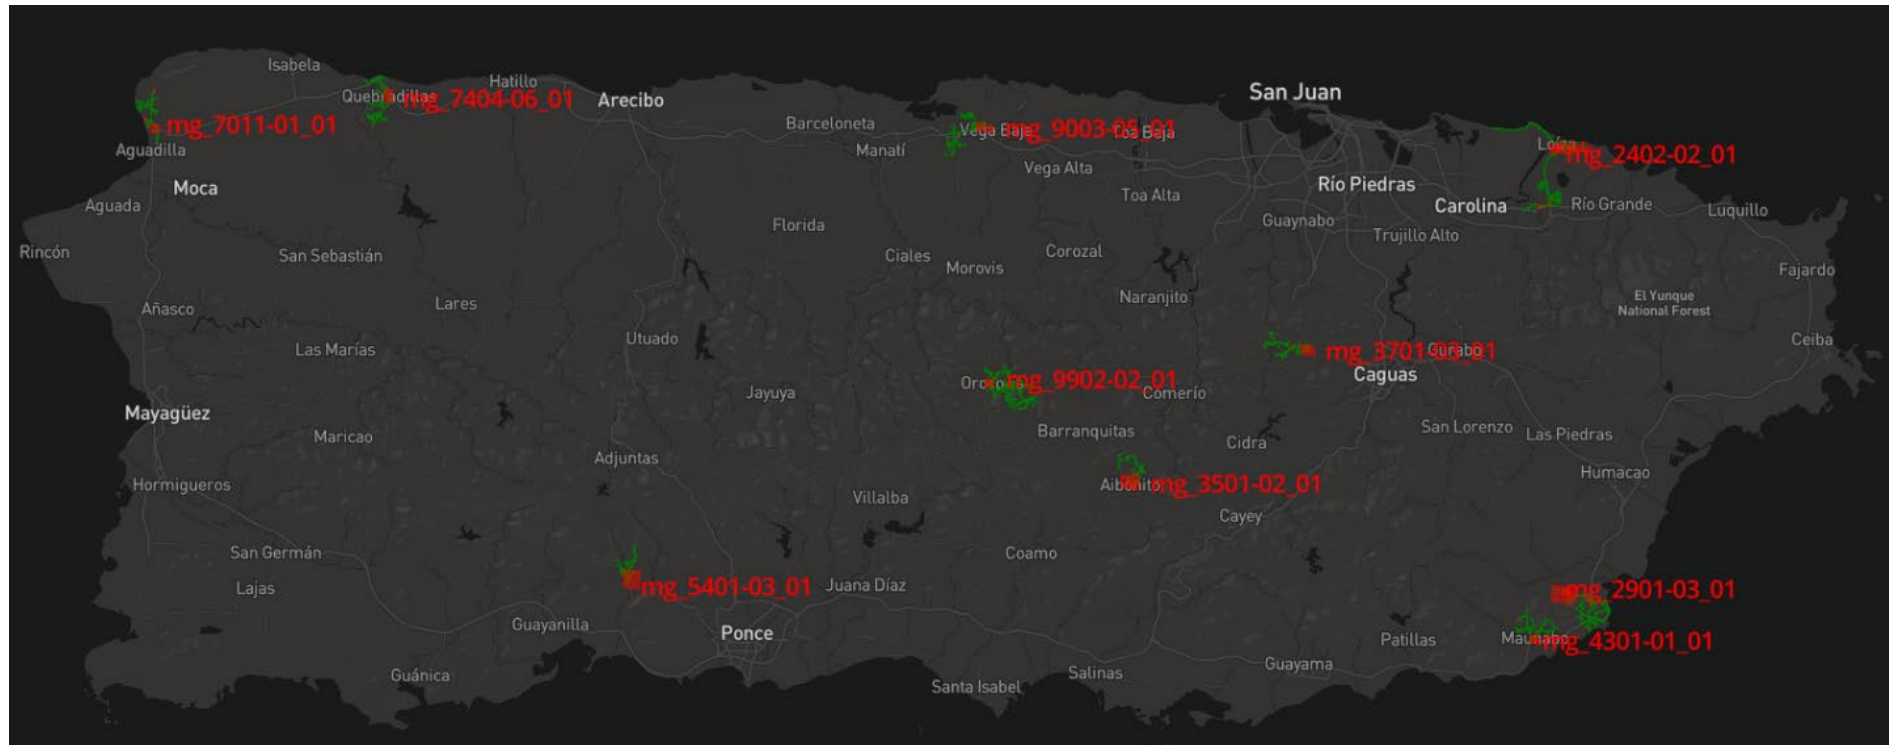 Isabela
Hatillo
Quebradillas
mg_7404-06_01
Arecibo
San Juan
mg_7011-01_01
Aguadilla
Barceloneta
Vega Baja
mg_9003-05_01
Toa Baja
Manatí
Loíza
mg_2402-02_01
Vega Alta
Moca
Toa Alta
Río Piedras
Aguada
Carolina
Río Grande
Luquillo
Florida
Guaynabo
Trujillo Alto
Rincón
San Sebastián
Ciales
Morovis
Corozal
Fajardo
Añasco
Lares
Naranjito
El Yunque
National Forest
Utuado
Las Marías
mg_3701-03_01
Gurabo
Ceiba
Caguas
Orocovis
mg_9902-02_01
Jayuya
Comerío
Mayagüez
Maricao
Barranquitas
Cidra
San Lorenzo
Las Piedras
Adjuntas
Humacao
Hormigueros
Villalba
Aibonito
mg_3501-02_01
Cayey
San Germán
Coamo
Lajas
mg_5401-03_01
Juana Díaz
mg_2901-03_01
Guayanilla
Ponce
Patillas
Maunabo
mg_4301-01_01
Guánica
Santa Isabel
Salinas
Guayama